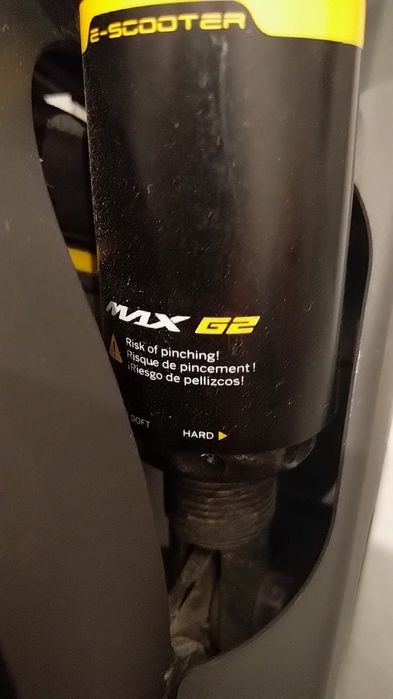 E-SCOOTER
MAX G2
Risk of pinching!
Risque de pincement!
¡Riesgo de pellizcos!
SOFT HARD